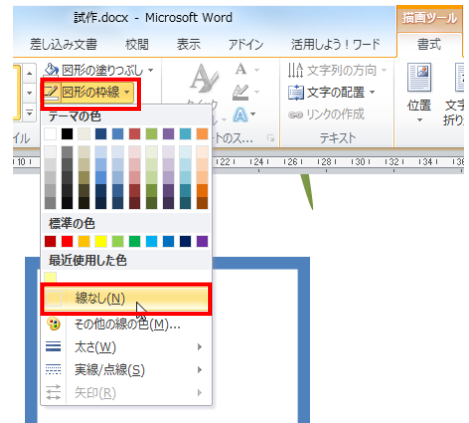 試作.docx - Microsoft Word
描画ツール
差し込み文書 校閲 表示 アドイン 活用しよう！ワード 書式
図形の塗りつぶし
図形の枠線
文字列の方向
文字の配置
リンクの作成
位置
テキスト
テーマの色
標準の色
最近使用した色
線なし(N)
その他の線の色(M)...
太さ(W)
実線/点線(S)
矢印(R)